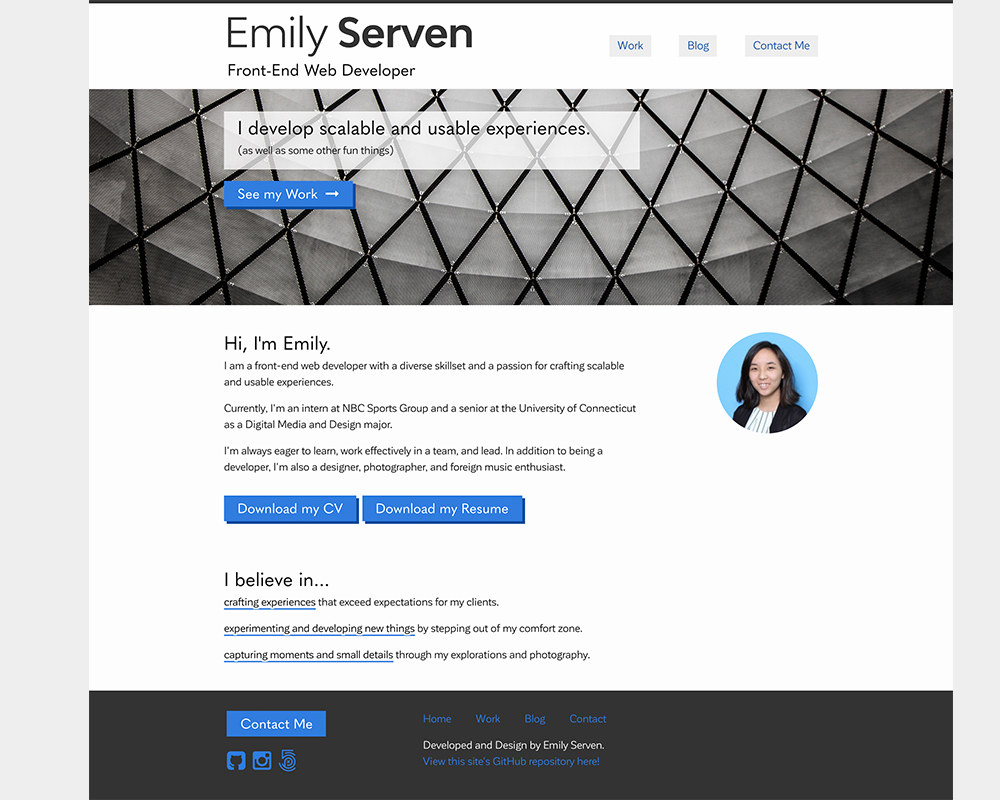 Emily Serven
Front-End Web Developer
Work
Blog
Contact Me
I develop scalable and usable experiences.
(as well as some other fun things)
See my Work →
Hi, I'm Emily.
I am a front-end web developer with a diverse skillset and a passion for crafting scalable
and usable experiences.
Currently, I'm an intern at NBC Sports Group and a senior at the University of Connecticut
as a Digital Media and Design major.
I'm always eager to learn, work effectively in a team, and lead. In addition to being a
developer, I'm also a designer, photographer, and foreign music enthusiast.
Download my CV
Download my Resume
I believe in...
crafting experiences that exceed expectations for my clients.
experimenting and developing new things by stepping out of my comfort zone.
capturing moments and small details through my explorations and photography.
Contact Me
Home
Work
Blog
Contact
Developed and Design by Emily Serven.
View this site's GitHub repository here!